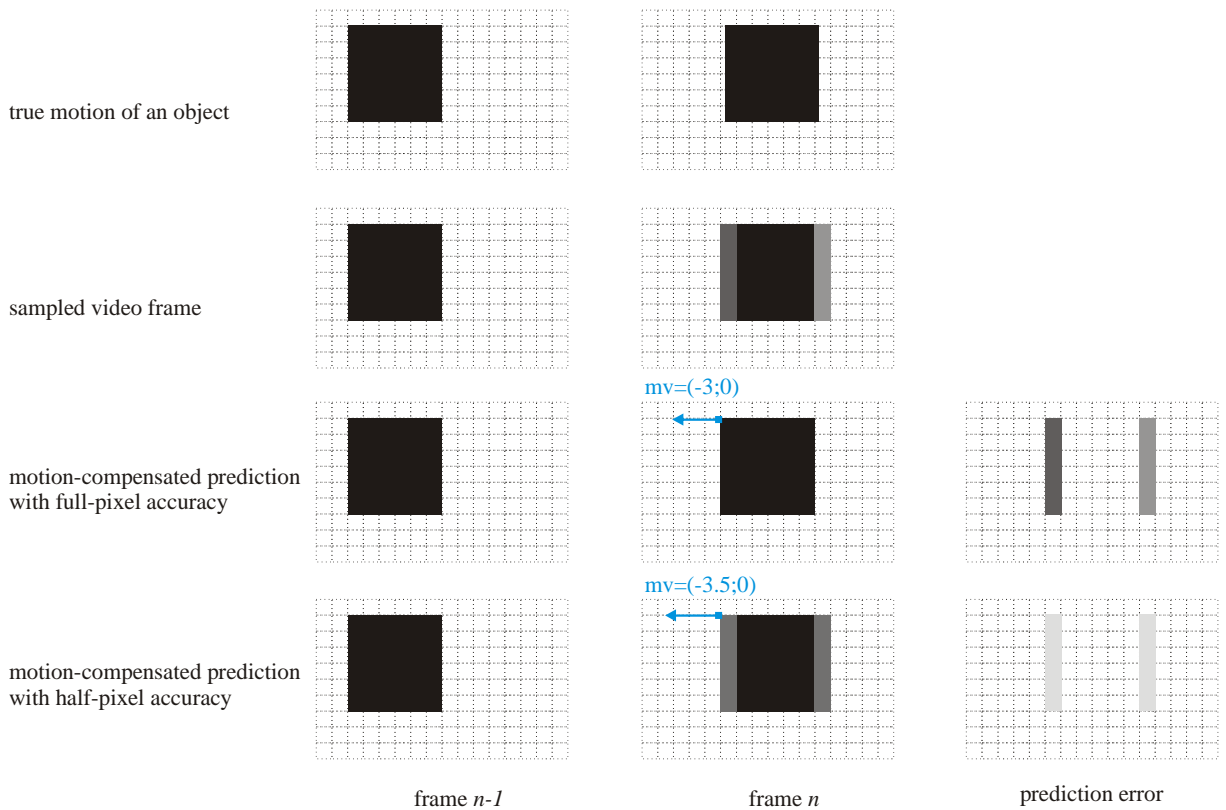 true motion of an object
sampled video frame
mv=(-3;0)
motion-compensated prediction
with full-pixel accuracy
mv=(-3.5;0)
motion-compensated prediction
with half-pixel accuracy
frame n-1
frame n
prediction error